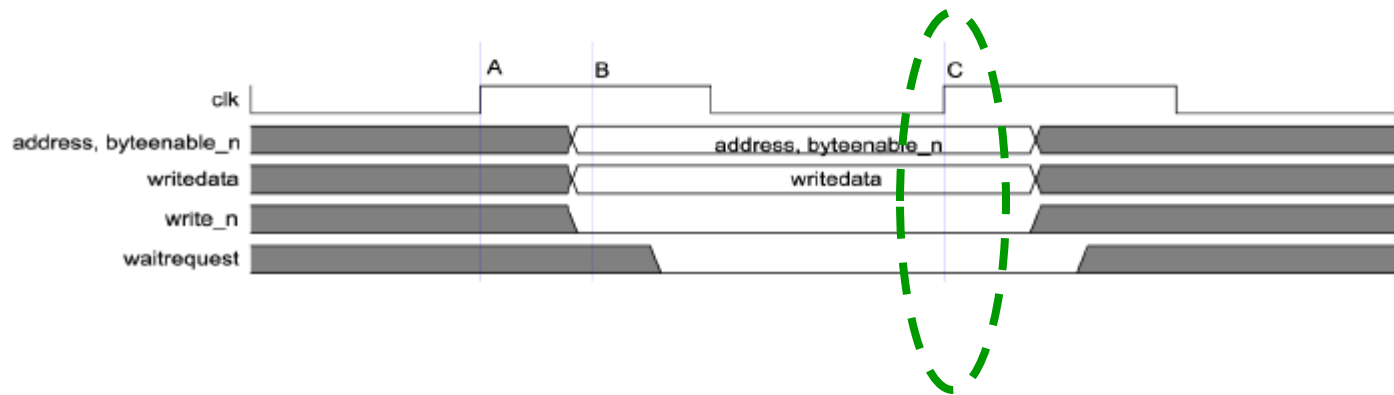 A B C
clk
address, byteenable_n address, byteenable_n
writedata writedata
write_n
waitrequest